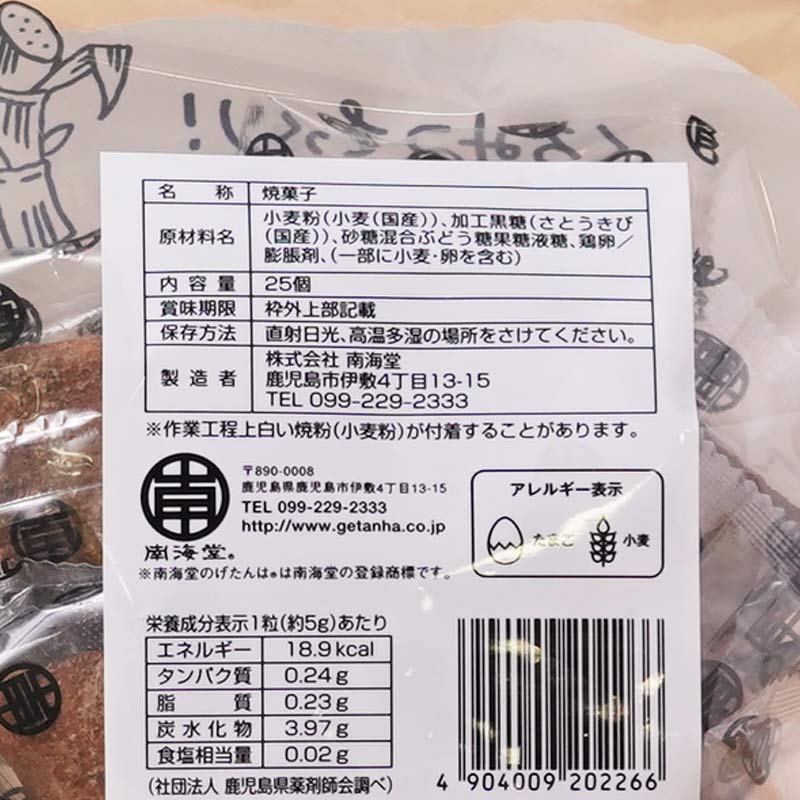 名称 焼菓子
原材料名 小麦粉(小麦(国産))、加工黒糖(さとうきび
(国産))、砂糖混合ぶどう糖果糖液糖、鶏卵／
膨脹剤、(一部に小麦・卵を含む)
内容量 25個
賞味期限 枠外上部記載
保存方法 直射日光、高温多湿の場所をさけてください。
製造者 株式会社 南海堂
鹿児島市伊敷4丁目13-15
TEL 099-229-2333
※作業工程上白い焼粉(小麦粉)が付着することがあります。
南
南海堂。
〒890-0008
鹿児島県鹿児島市伊敷4丁目13-15
TEL 099-229-2333
http://www.getanha.co.jp
※南海堂のげたんは®は南海堂の登録商標です。
アレルギー表示
たまご 小麦
栄養成分表示1粒(約5g)あたり
エネルギー 18.9kcal
タンパク質 0.24g
脂質 0.23g
炭水化物 3.97g
食塩相当量 0.02g
(社団法人 鹿児島県薬剤師会調べ)
4 904009 202266